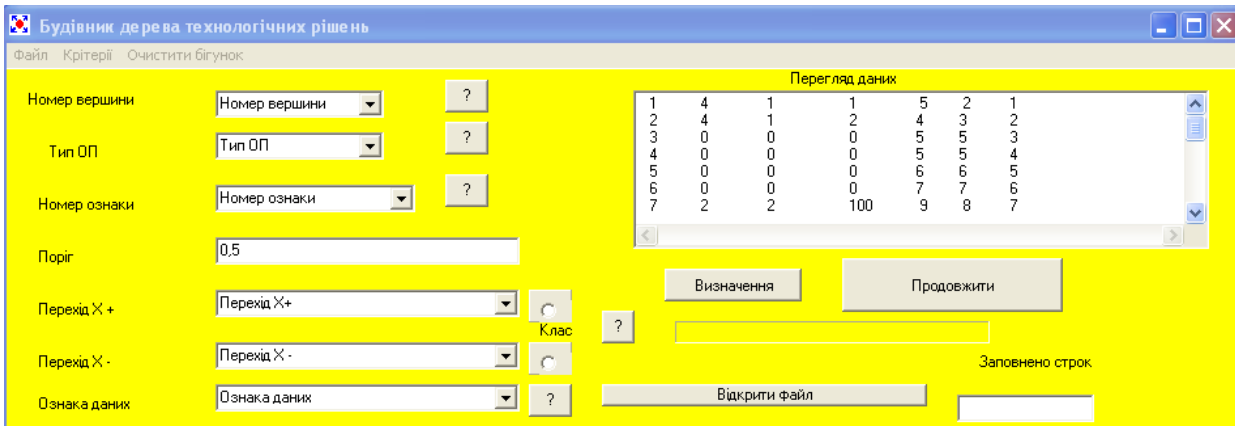 Будівник дерева технологічних рішень
Файл Крітерії Очистити бігунок
Перегляд даних
Номер вершини Номер вершини ?
Тип ОП Тип ОП ?
Номер ознаки Номер ознаки ?
Поріг 0,5
Перехід X + Перехід X+
Клас ?
Перехід X - Перехід X -
Ознака даних Ознака даних ?
1 4 1 1 5 2 1
2 4 1 2 4 3 2
3 0 0 0 5 5 3
4 0 0 0 5 5 4
5 0 0 0 6 6 5
6 0 0 0 7 7 6
7 2 2 100 9 8 7
Визначення Продовжити
Заповнено строк
Відкрити файл